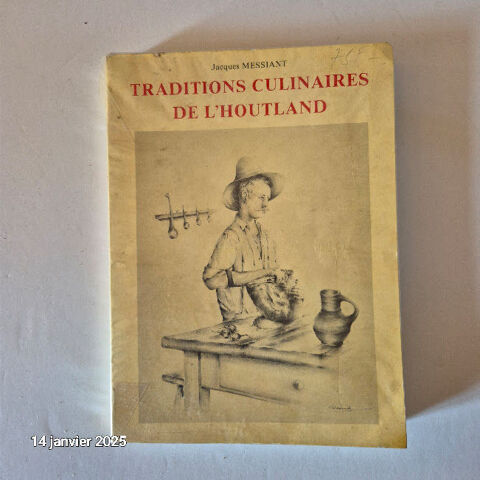 Jacques MESSIANT
TRADITIONS CULINAIRES
DE L'HOUTLAND
14 janvier 2025